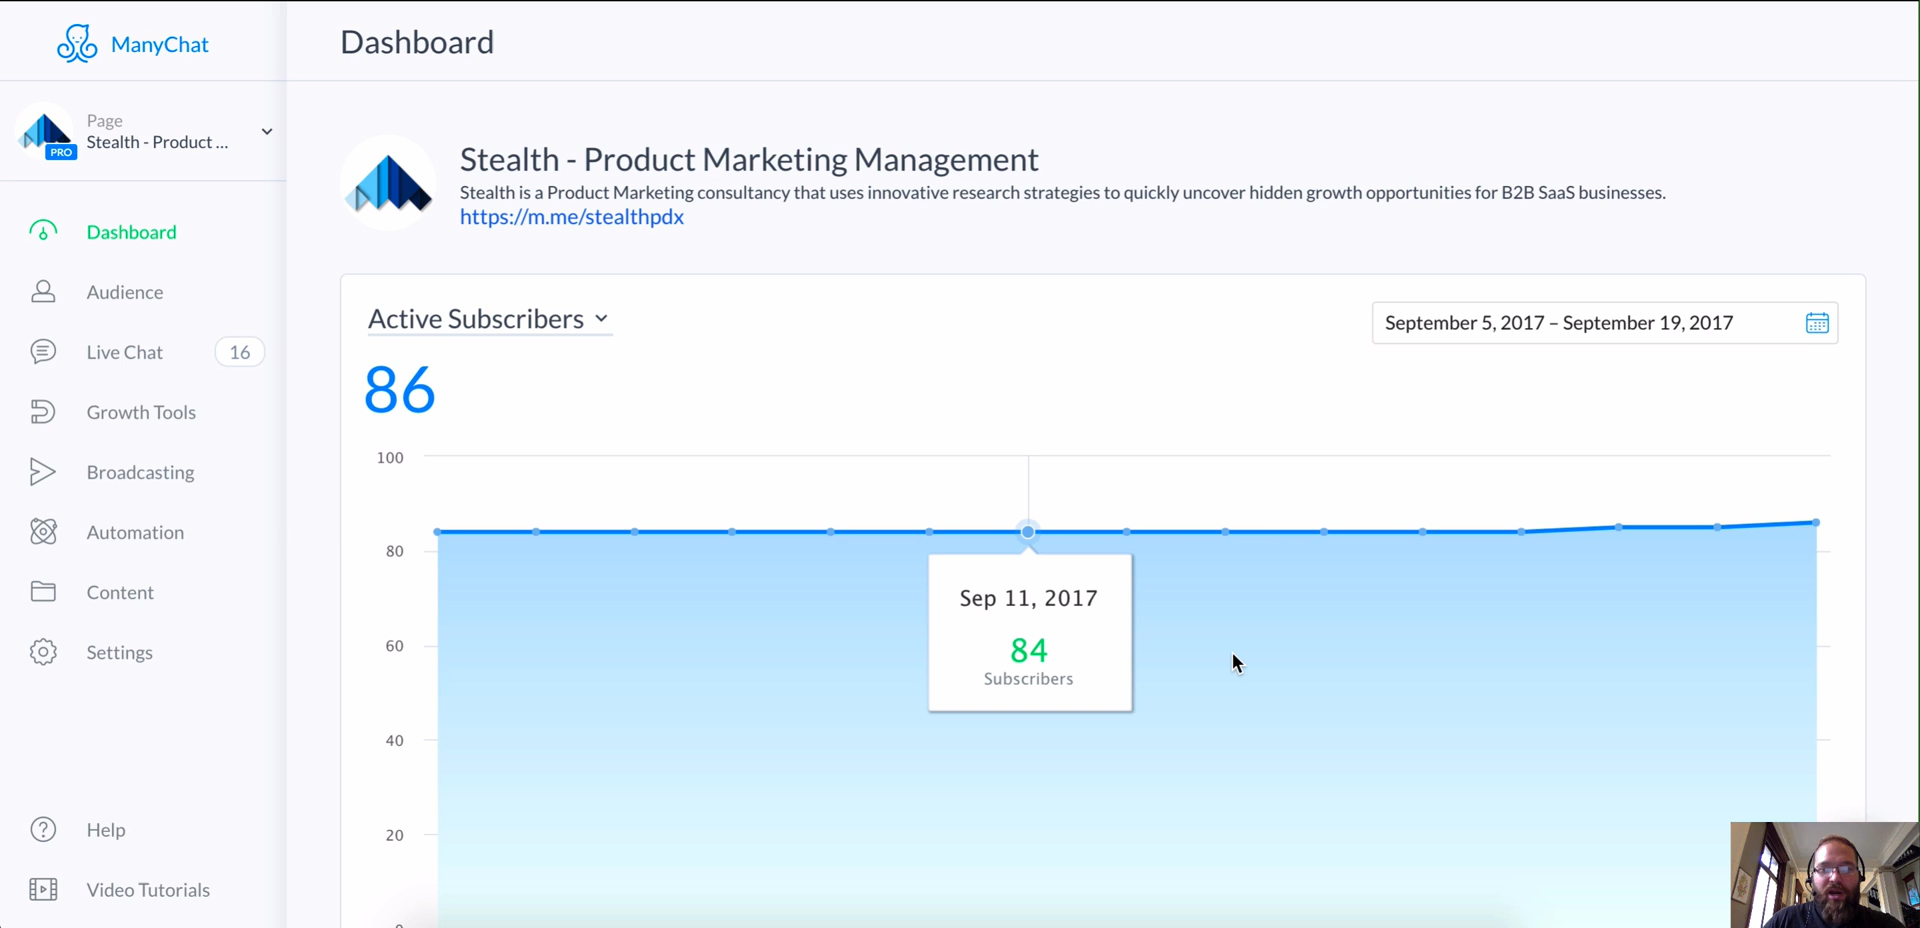 ManyChat
Dashboard
Page
Stealth - Product ...
PRO
Dashboard
Audience
Live Chat 16
Growth Tools
Broadcasting
Automation
Content
Settings
Help
Video Tutorials
Stealth - Product Marketing Management
Stealth is a Product Marketing consultancy that uses innovative research strategies to quickly uncover hidden growth opportunities for B2B SaaS businesses.
https://m.me/stealthpdx
Active Subscribers
September 5, 2017 – September 19, 2017
86
100
80
60
40
20
Sep 11, 2017
84
Subscribers